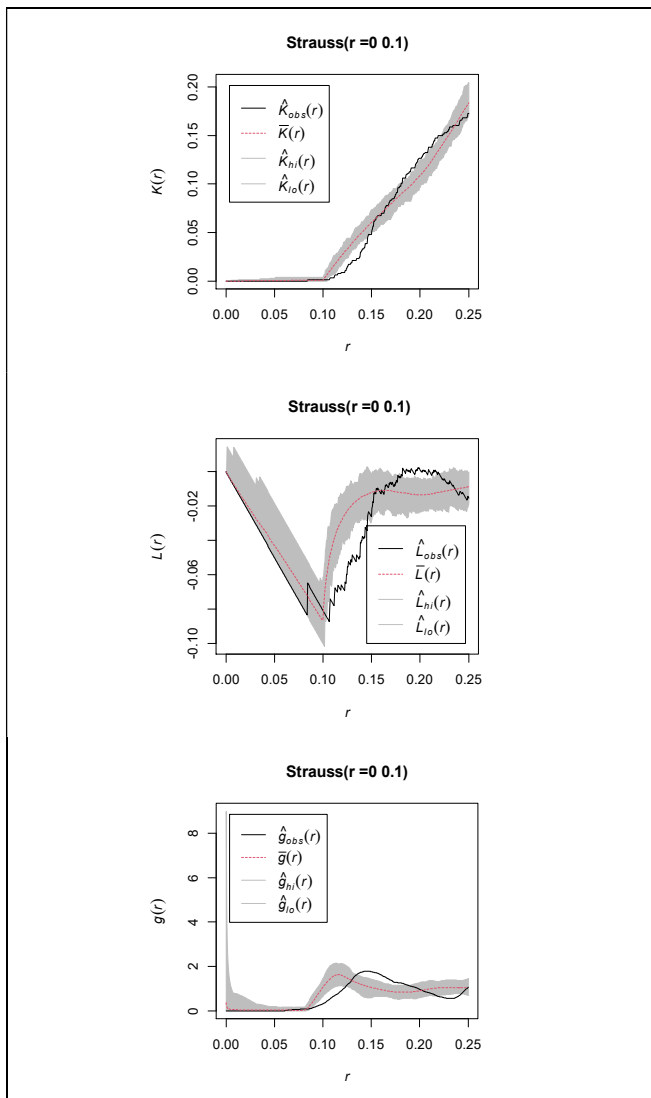 Strauss(r =0 0.1)
K(r)
0.00 0.05 0.10 0.15 0.20
K̂obs(r)
K̄(r)
K̂hi(r)
K̂lo(r)
0.00 0.05 0.10 0.15 0.20 0.25
r
Strauss(r =0 0.1)
L(r)
-0.10 -0.06 -0.02
L̂obs(r)
L̄(r)
L̂hi(r)
L̂lo(r)
0.00 0.05 0.10 0.15 0.20 0.25
r
Strauss(r =0 0.1)
g(r)
0 2 4 6 8
ĝobs(r)
ḡ(r)
ĝhi(r)
ĝlo(r)
0.00 0.05 0.10 0.15 0.20 0.25
r